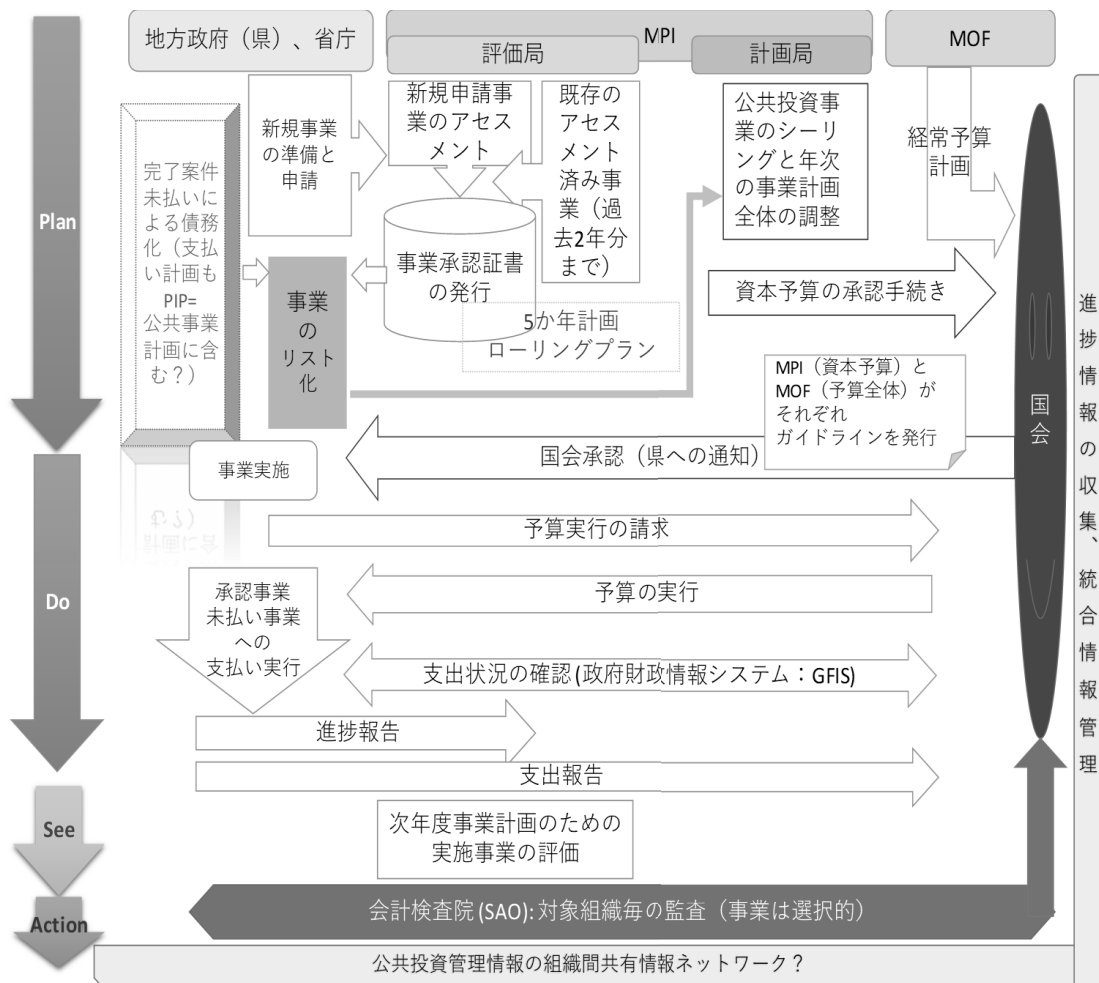 地方政府（県）、省庁
MPI
評価局
計画局
MOF
Plan
完了案件
未払いによる債務
化（支払
い計画も
PIP=
公共事業
計画に含
む？）
新規事業
の準備と
申請
新規申請事
業のアセス
メント
既存の
アセス
メント
済み事
業（過
去2年分
まで）
公共投資事
業のシーリ
ングと年次
の事業計画
全体の調整
経常予算
計画
事業承認証書
の発行
事業
の
リスト
化
5か年計画
ローリングプラン
資本予算の承認手続き
MPI（資本予算）と
MOF（予算全体）が
それぞれ
ガイドラインを発行
国会
進捗情報の収集、統合情報管理
国会承認（県への通知）
事業実施
Do
予算実行の請求
承認事業
未払い事業
への
支払い実行
予算の実行
支出状況の確認(政府財政情報システム：GFIS)
進捗報告
支出報告
See
次年度事業計画のための
実施事業の評価
Action
会計検査院 (SAO): 対象組織毎の監査（事業は選択的）
公共投資管理情報の組織間共有情報ネットワーク？